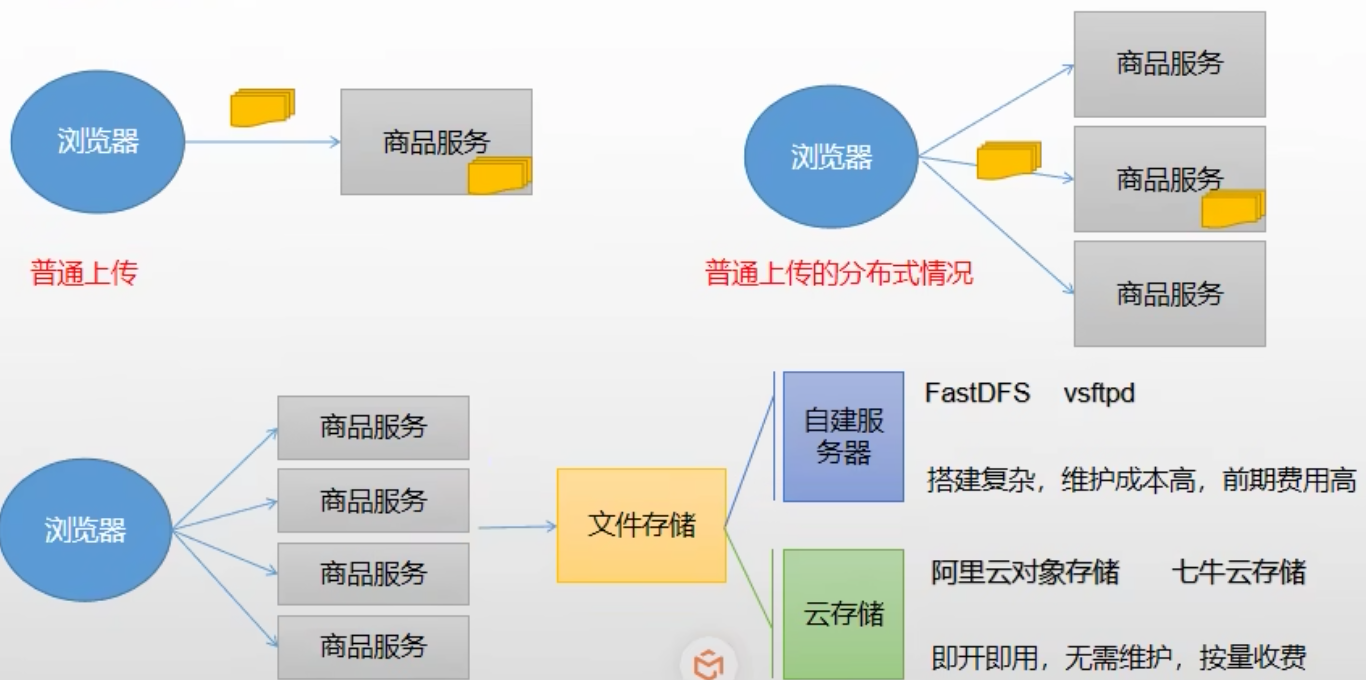 浏览器
商品服务
普通上传
浏览器
商品服务
商品服务
商品服务
普通上传的分布式情况
浏览器
商品服务
商品服务
商品服务
商品服务
文件存储
自建服
务器
FastDFS vsftpd
搭建复杂，维护成本高，前期费用高
云存储
阿里云对象存储 七牛云存储
即开即用，无需维护，按量收费